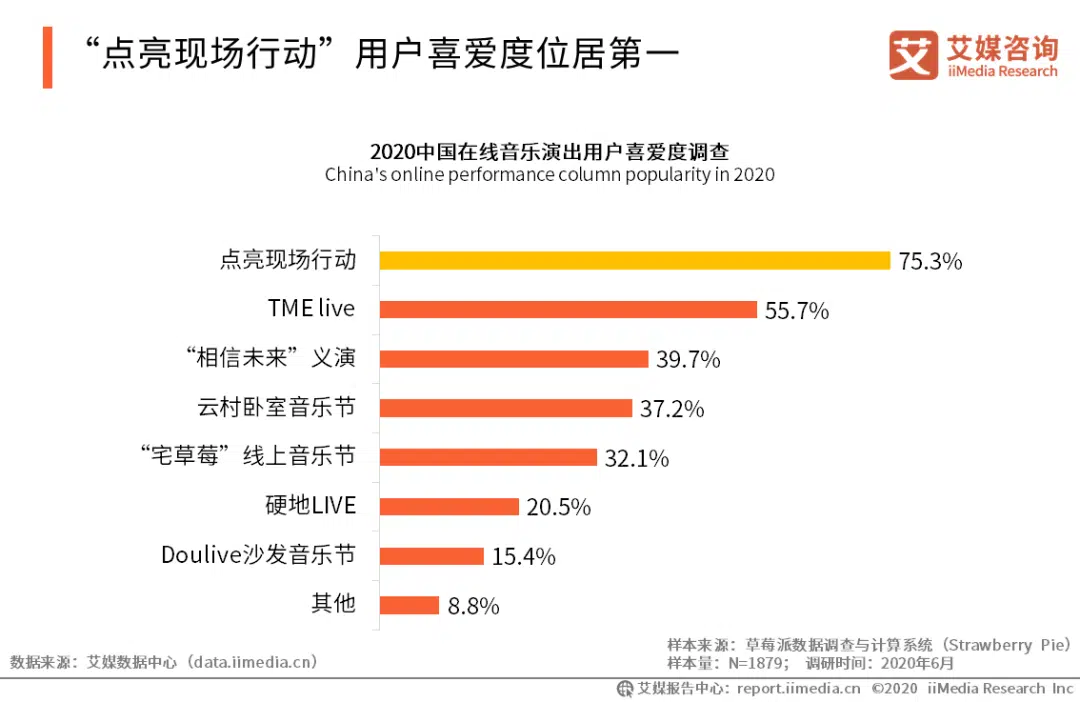 “点亮现场行动”用户喜爱度位居第一
艾媒咨询
iiMedia Research
2020中国在线音乐演出用户喜爱度调查
China's online performance column popularity in 2020
点亮现场行动 75.3%
TME live 55.7%
“相信未来”义演 39.7%
云村卧室音乐节 37.2%
“宅草莓”线上音乐节 32.1%
硬地LIVE 20.5%
Doulive沙发音乐节 15.4%
其他 8.8%
样本来源：草莓派数据调查与计算系统（Strawberry Pie）
数据来源：艾媒数据中心（data.iimedia.cn）
样本量：N=1879； 调研时间：2020年6月
艾媒报告中心：report.iimedia.cn ©2020 iiMedia Research Inc